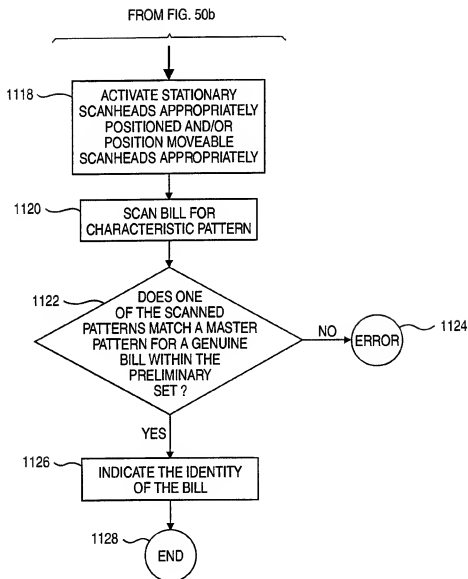 FROM FIG. 50b
1118
ACTIVATE STATIONARY
SCANHEADS APPROPRIATELY
POSITIONED AND/OR
POSITION MOVEABLE
SCANHEADS APPROPRIATELY
1120
SCAN BILL FOR
CHARACTERISTIC PATTERN
1122
DOES ONE
OF THE SCANNED
PATTERNS MATCH A MASTER
PATTERN FOR A GENUINE
BILL WITHIN THE
PRELIMINARY
SET ?
NO
ERROR
1124
YES
1126
INDICATE THE IDENTITY
OF THE BILL
1128
END